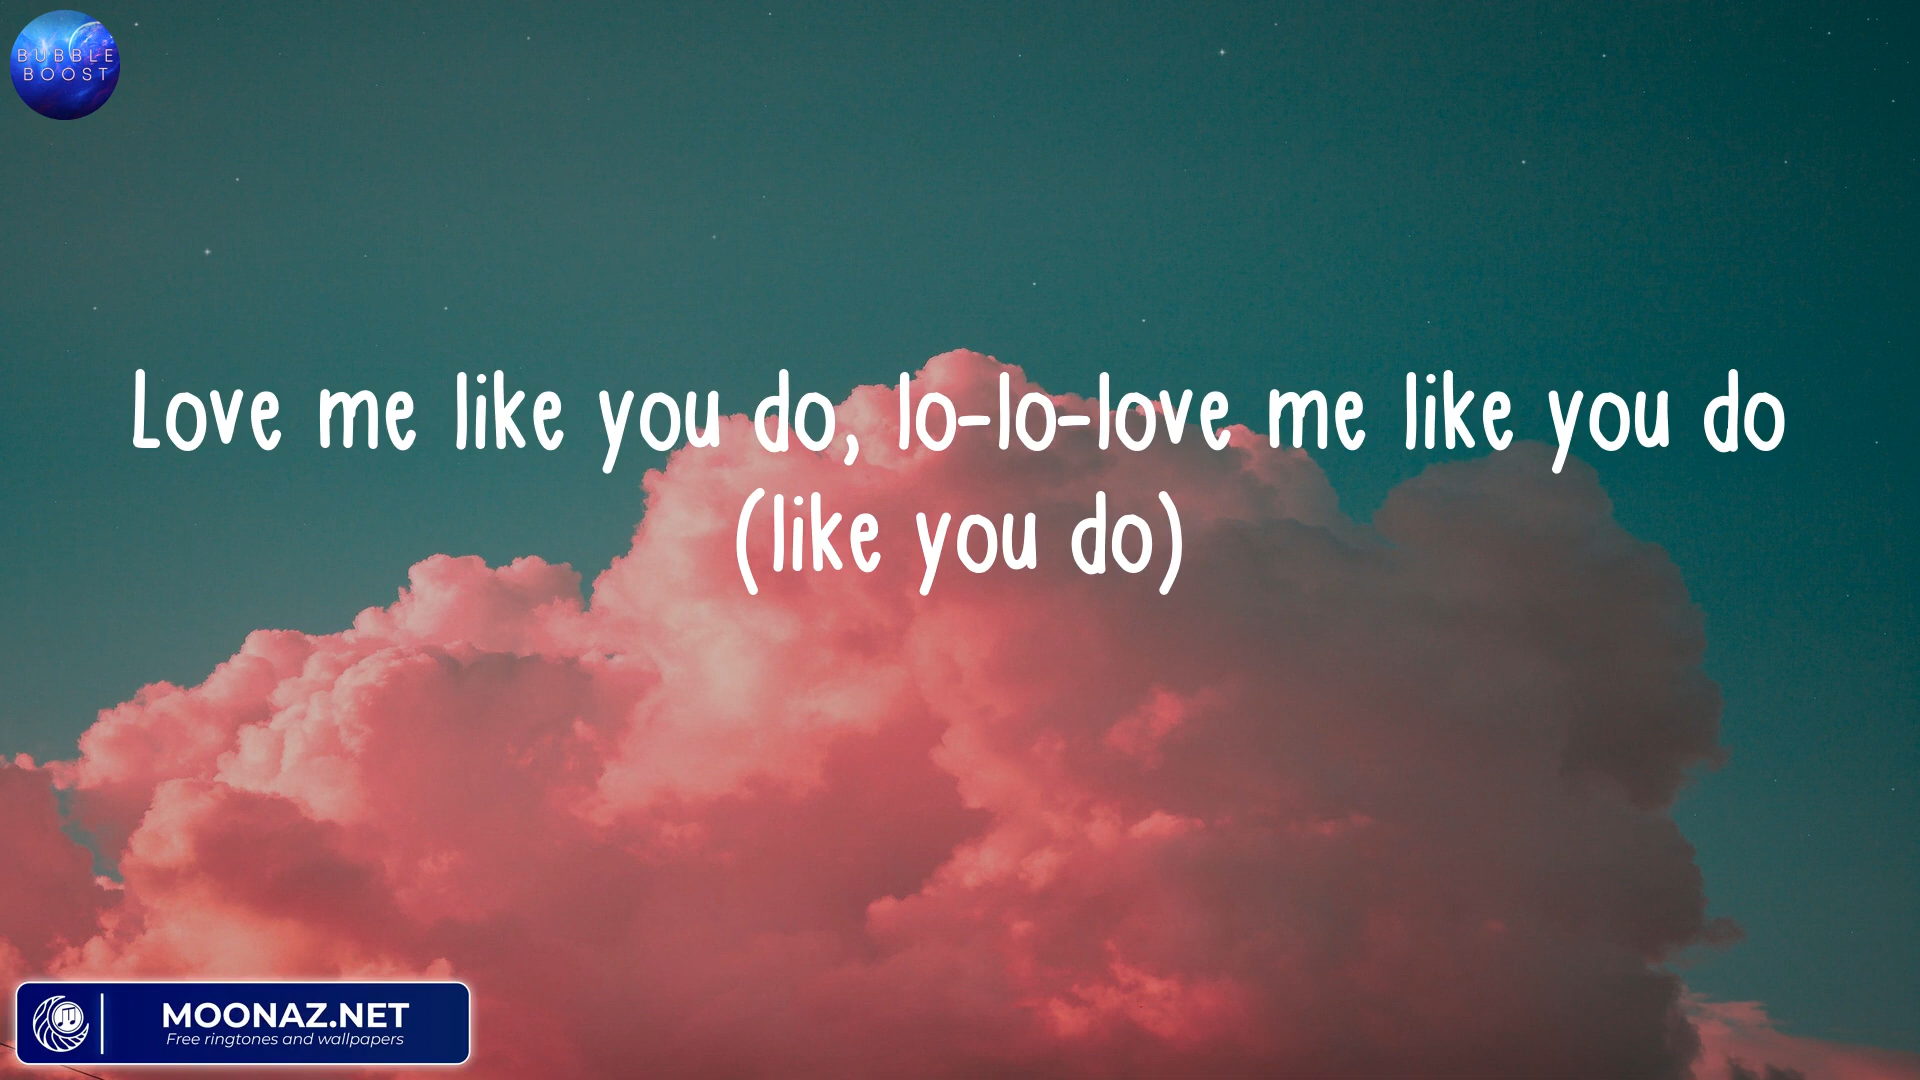 BUBBLE
BOOST
Love me like you do, lo-lo-love me like you do
(like you do)
MOONAZ.NET
Free ringtones and wallpapers